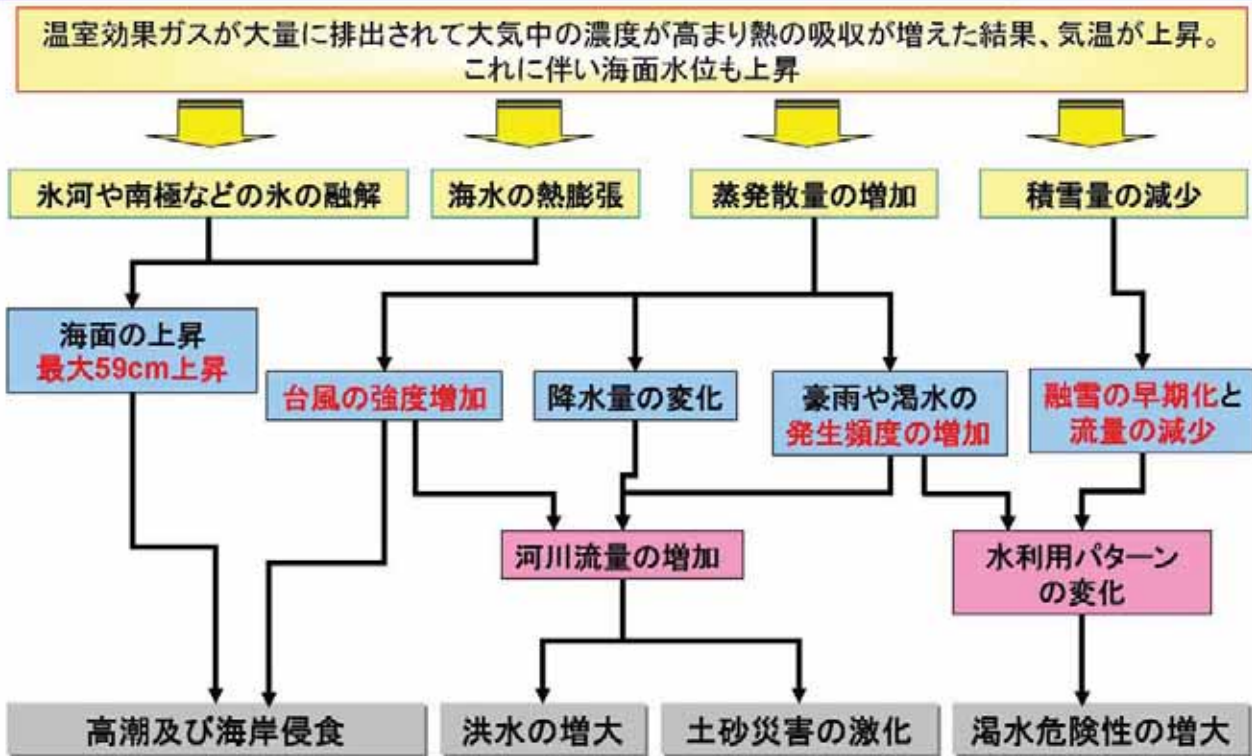 温室効果ガスが大量に排出されて大気中の濃度が高まり熱の吸収が増えた結果、気温が上昇。
これに伴い海面水位も上昇
氷河や南極などの氷の融解
海水の熱膨張
蒸発散量の増加
積雪量の減少
海面の上昇
最大59cm上昇
台風の強度増加
降水量の変化
豪雨や渇水の
発生頻度の増加
融雪の早期化と
流量の減少
河川流量の増加
水利用パターン
の変化
高潮及び海岸侵食
洪水の増大
土砂災害の激化
渇水危険性の増大